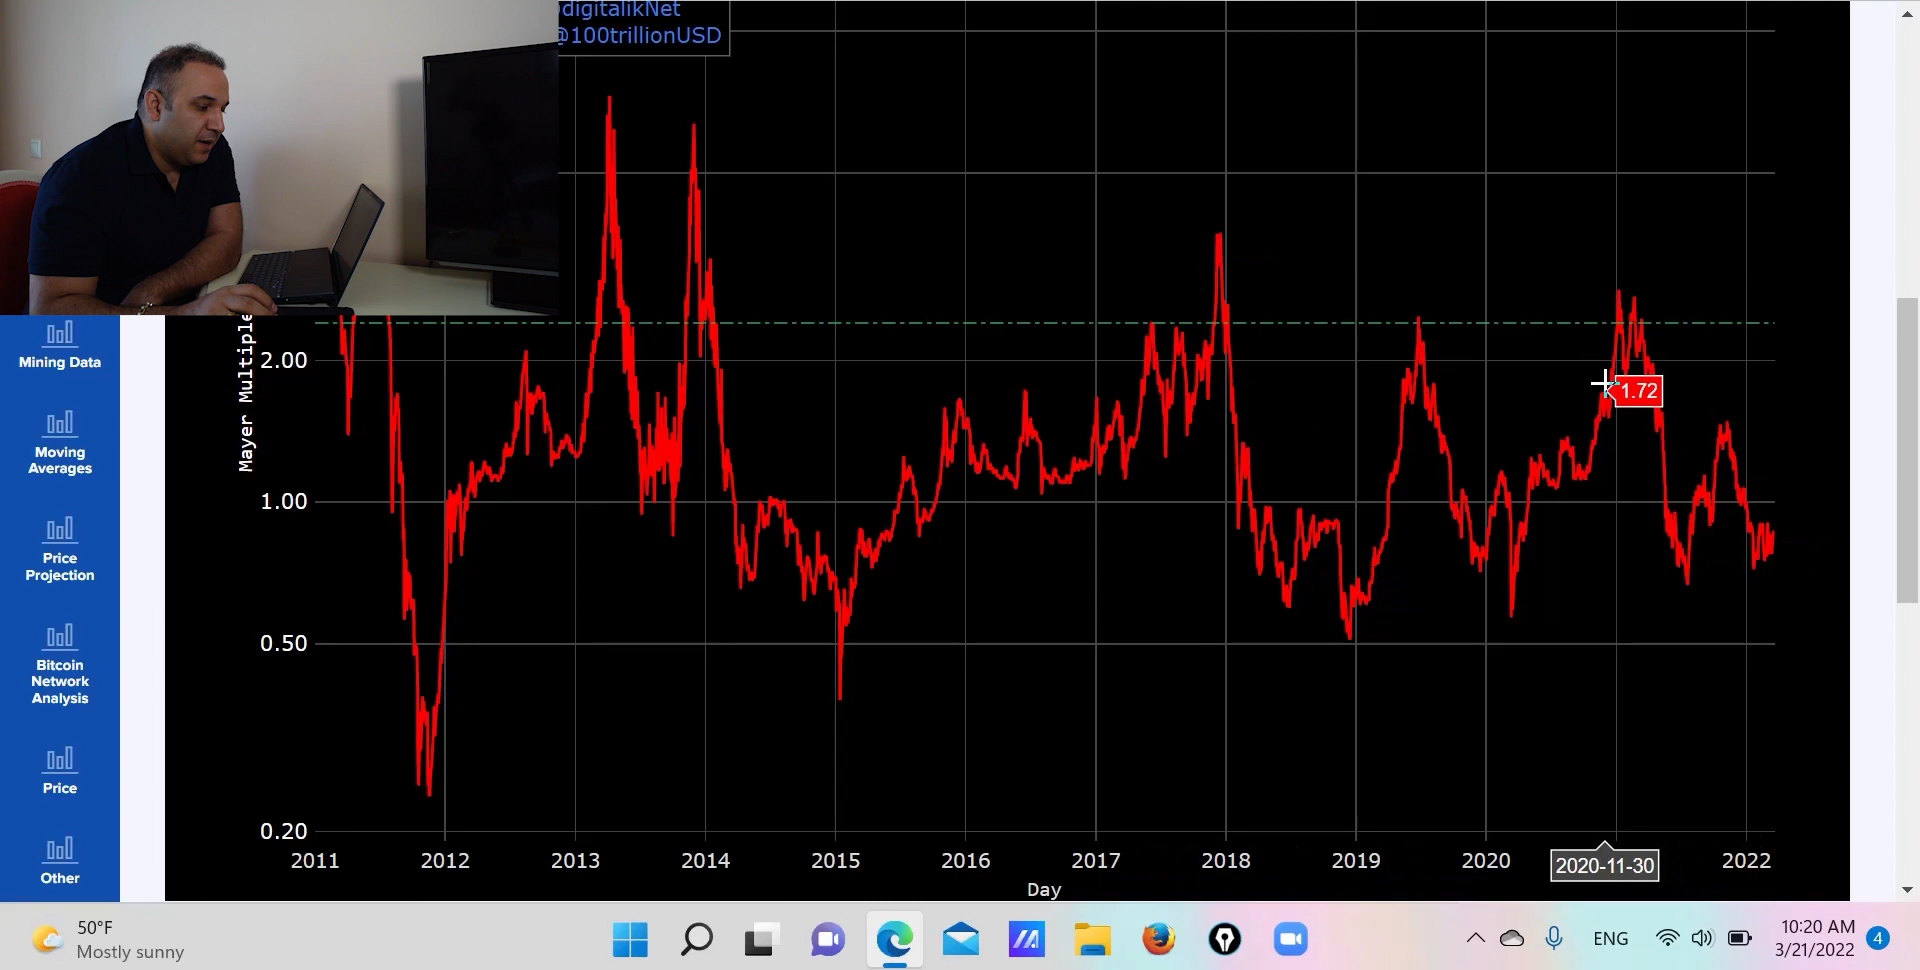 digitalikNet
@100trillionUSD
Mayer Multiple
2.00
1.00
0.50
0.20
1.72
2011
2012
2013
2014
2015
2016
2017
2018
2019
2020
2020-11-30
2022
Day
Mining Data
Moving
Averages
Price
Projection
Bitcoin
Network
Analysis
Price
Other
50°F
Mostly sunny
ENG
10:20 AM
3/21/2022
4